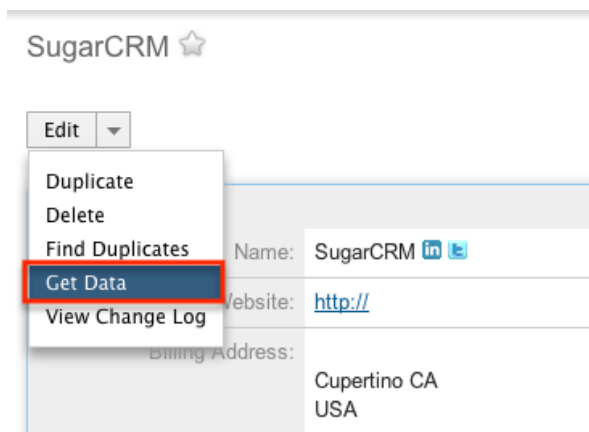 SugarCRM
Edit
Duplicate
Delete
Find Duplicates
Get Data
View Change Log
Name: SugarCRM
Website: http://
Billing Address:
Cupertino CA
USA